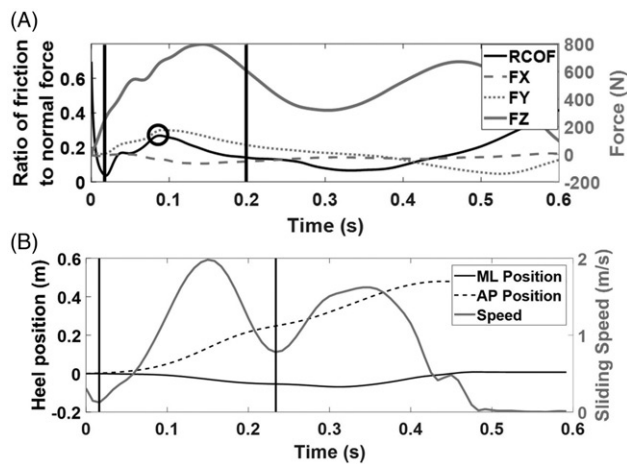 (A)
Ratio of friction
to normal force
0.6
0.4
0.2
0
RCOF
FX
FY
FZ
800
600
400
200
0
-200
Force (N)
0
0.1
0.2
0.3
0.4
0.5
0.6
Time (s)
(B)
Heel position (m)
0.6
0.4
0.2
0
-0.2
ML Position
AP Position
Speed
2
1
0
Sliding Speed (m/s)
0
0.1
0.2
0.3
0.4
0.5
0.6
Time (s)